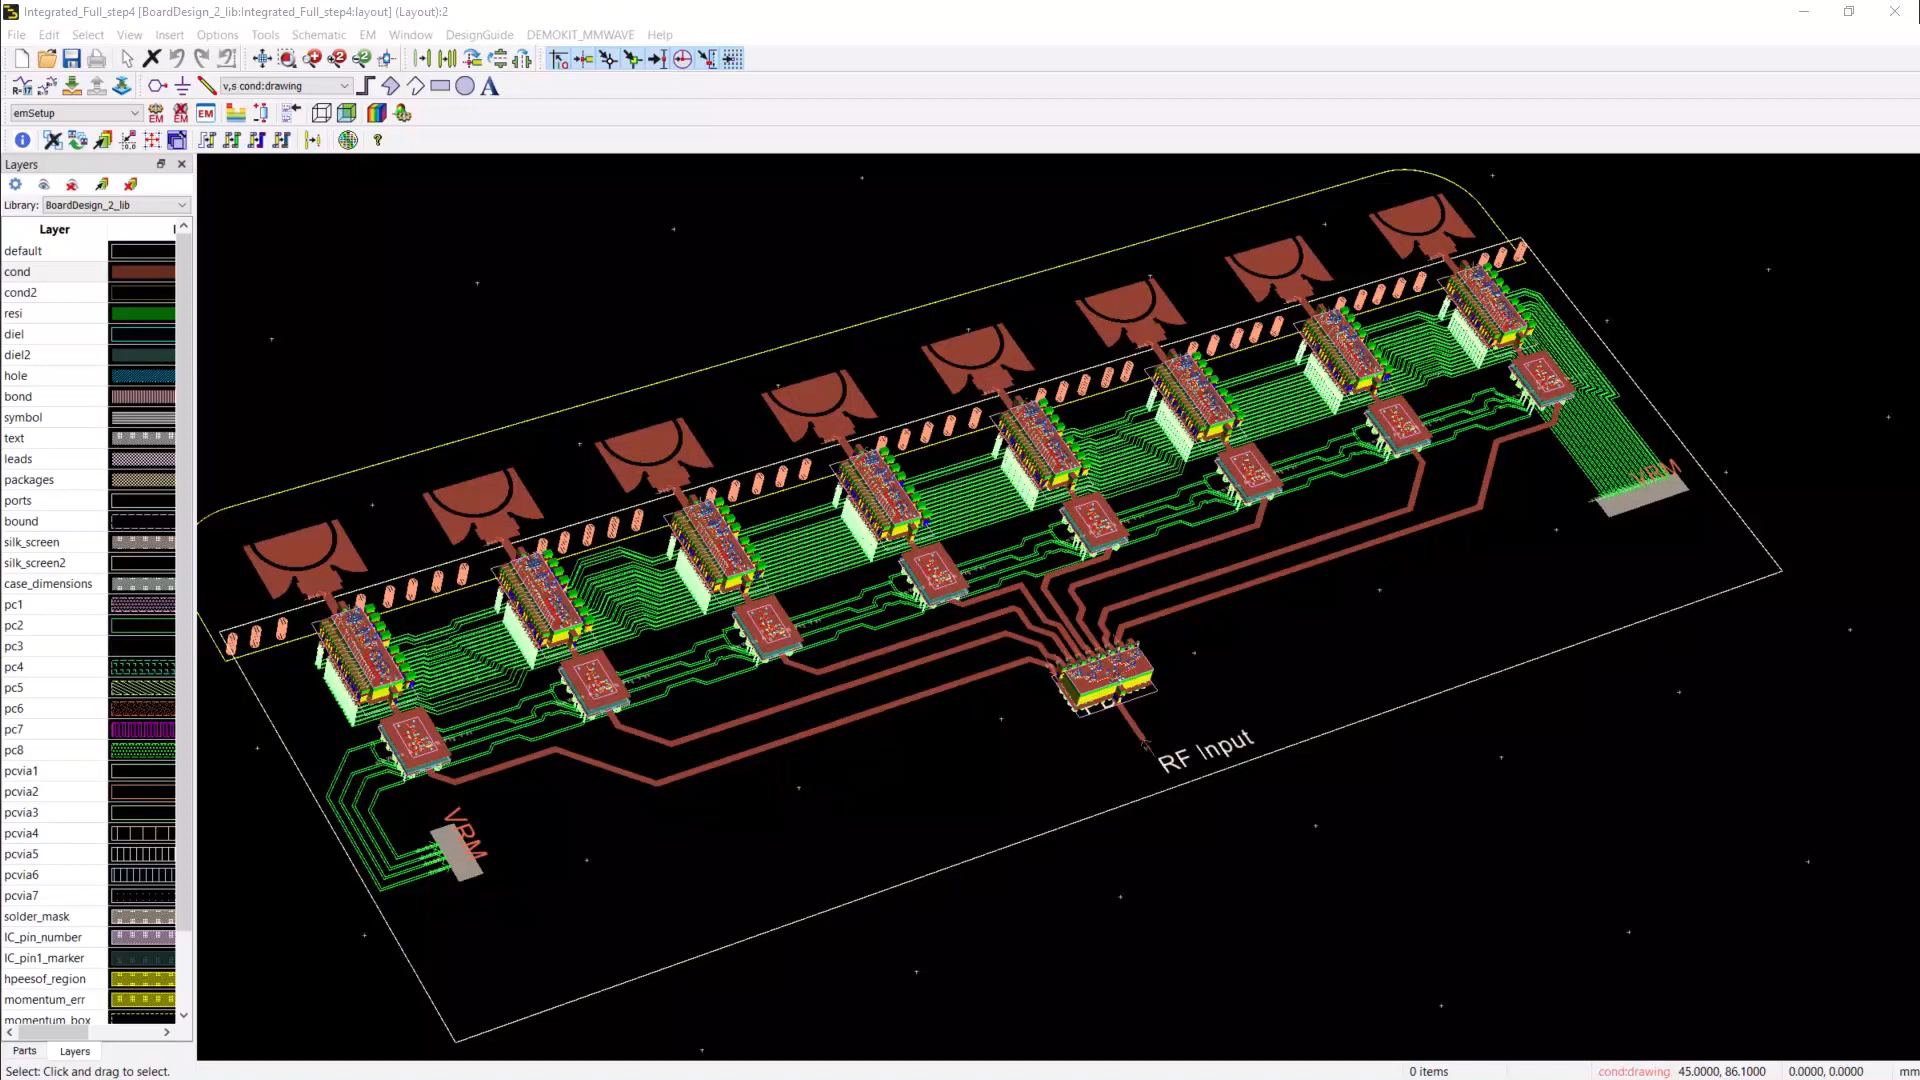 Integrated_Full_step4 [BoardDesign_2_lib:Integrated_Full_step4:layout] (Layout):2
File Edit Select View Insert Options Tools Schematic EM Window DesignGuide DEMOKIT_MMWAVE Help
v,s cond:drawing
A
emSetup
EM EM EM
Layers
Library: BoardDesign_2_lib
Layer
default
cond
cond2
resi
diel
diel2
hole
bond
symbol
text
leads
packages
ports
bound
silk_screen
silk_screen2
case_dimensions
pc1
pc2
pc3
pc4
pc5
pc6
pc7
pc8
pcvia1
pcvia2
pcvia3
pcvia4
pcvia5
pcvia6
pcvia7
solder_mask
IC_pin_number
IC_pin1_marker
hpeesof_region
momentum_err
momentum_box
VRM
RF Input
VRM
Parts Layers
Select: Click and drag to select.
0 items
cond:drawing 45.0000, 86.1000 0.0000, 0.0000 mm